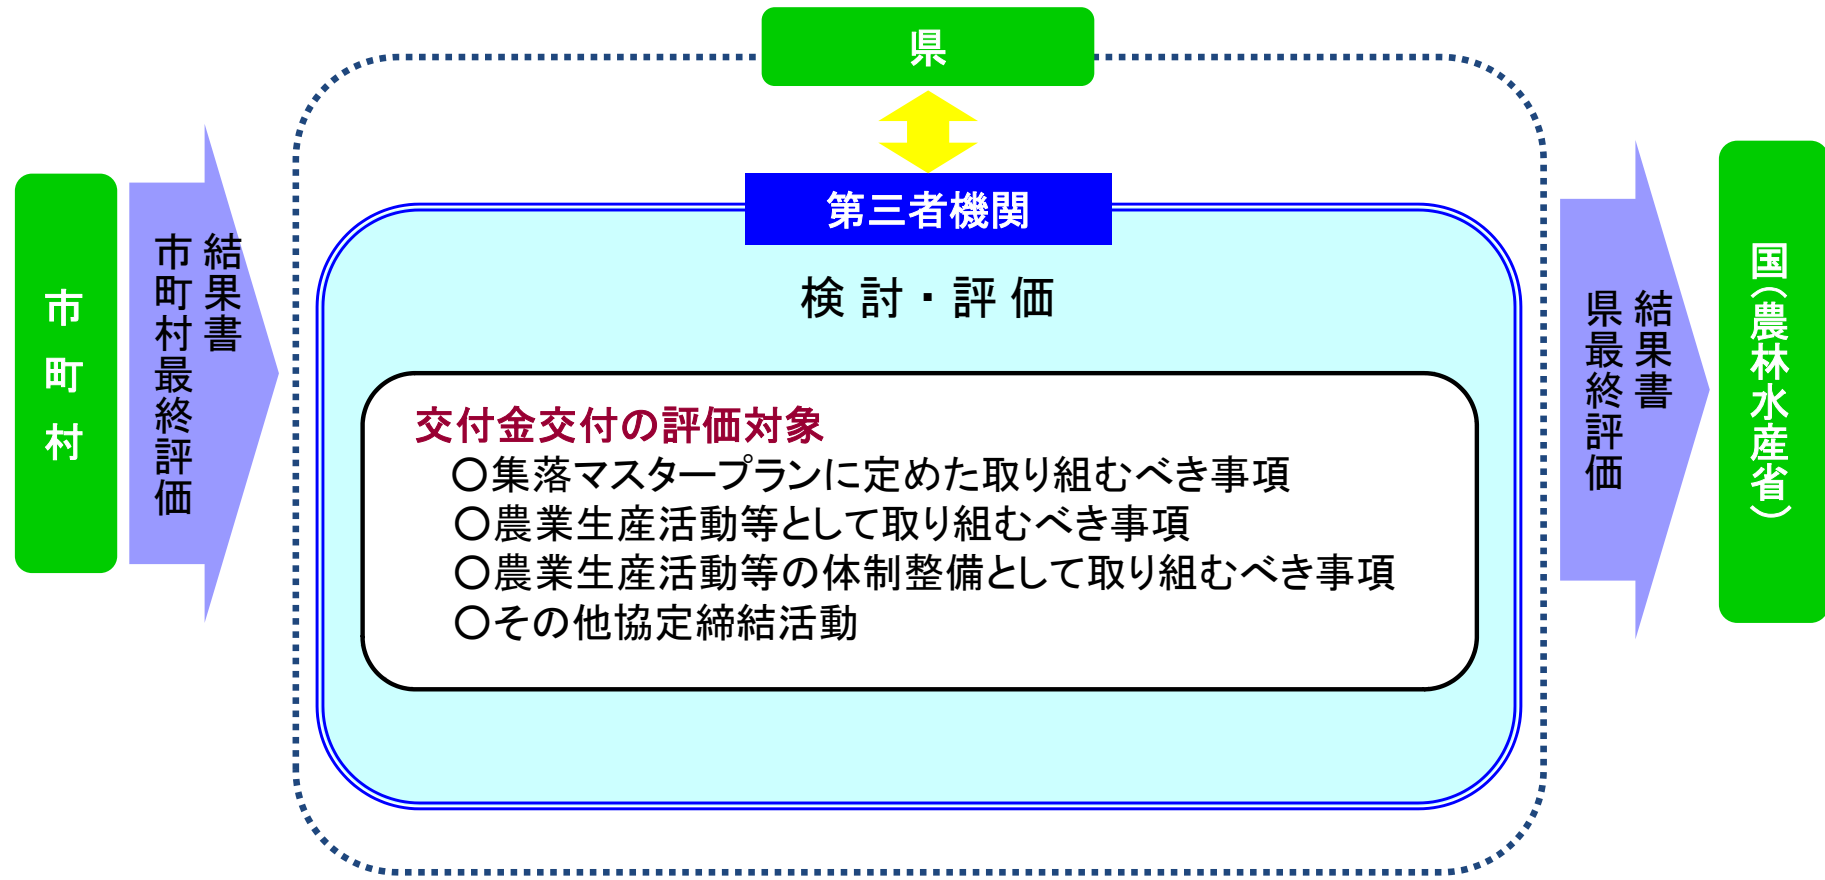 県
第三者機関
検討・評価
市町村
市町村最終評価
結果書
交付金交付の評価対象
○集落マスタープランに定めた取り組むべき事項
○農業生産活動等として取り組むべき事項
○農業生産活動等の体制整備として取り組むべき事項
○その他協定締結活動
県最終評価
結果書
国(農林水産省)